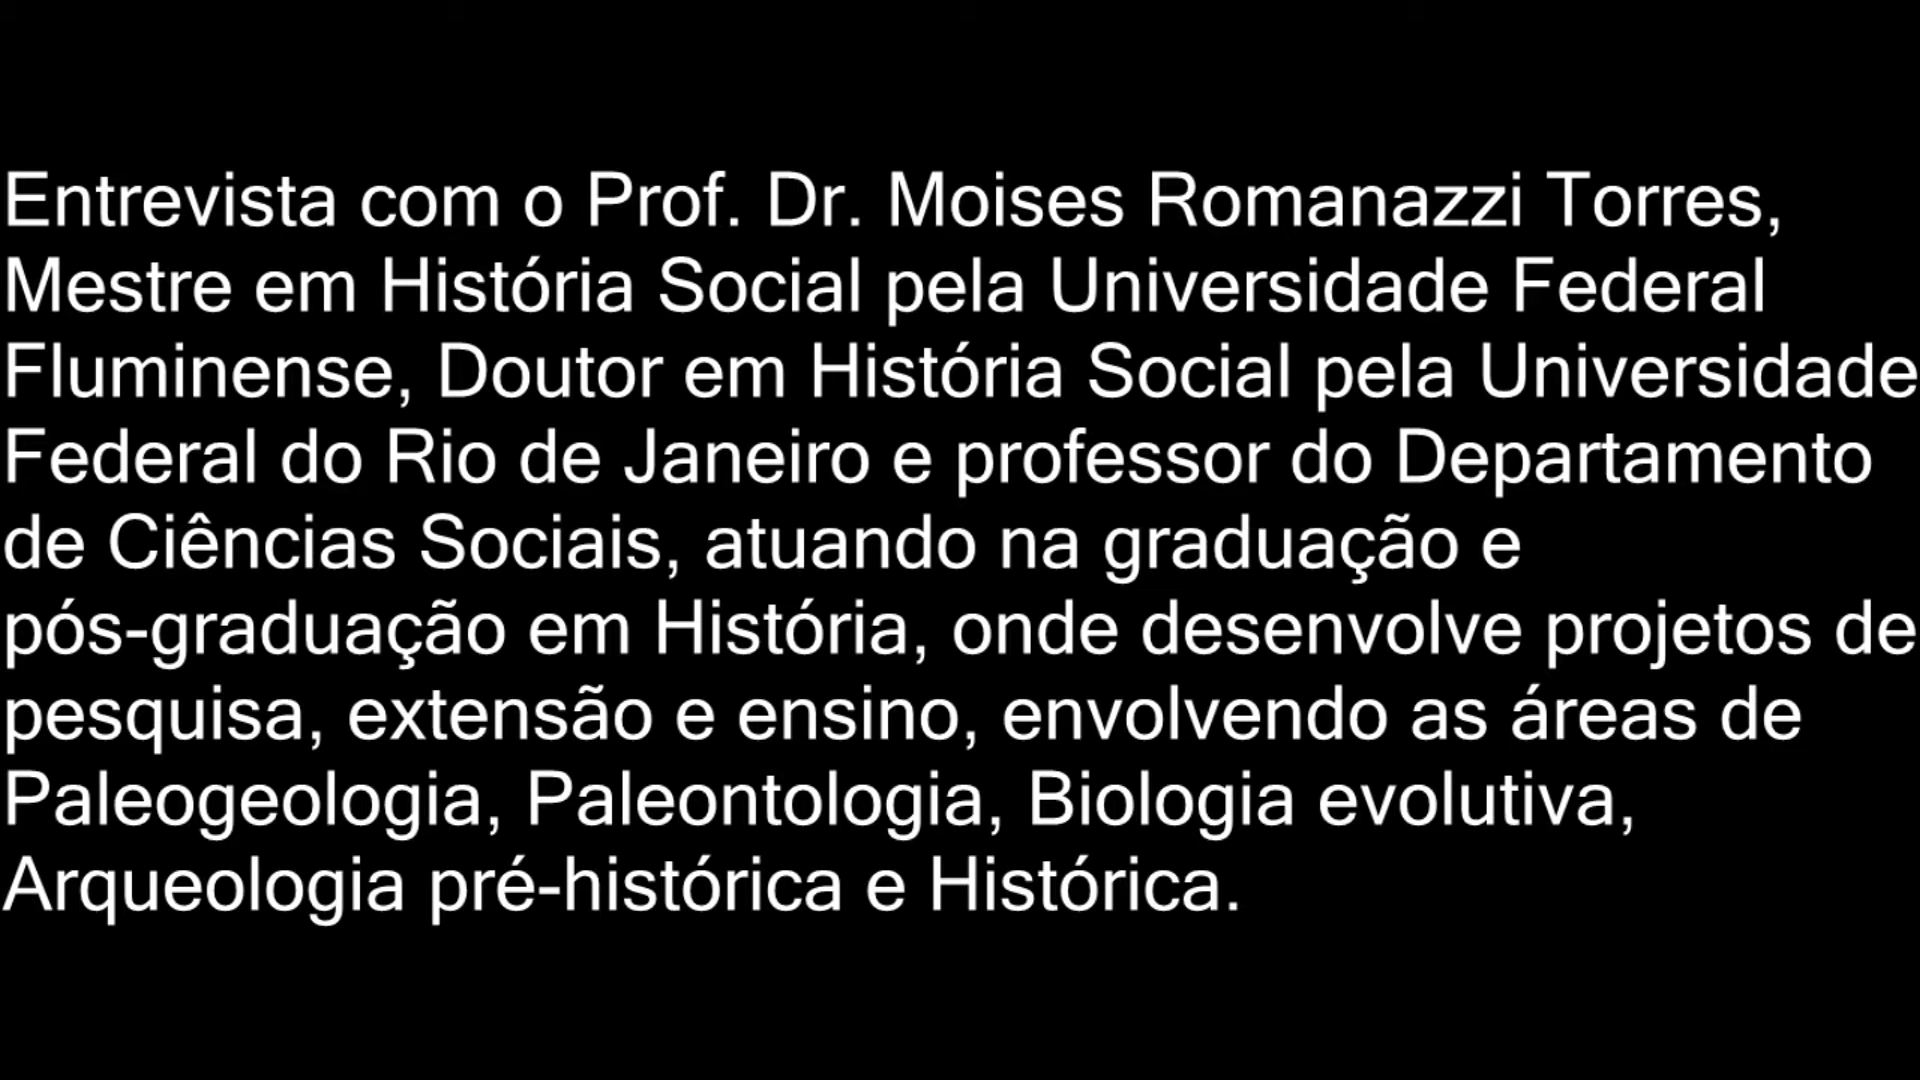 Entrevista com o Prof. Dr. Moises Romanazzi Torres,
Mestre em História Social pela Universidade Federal
Fluminense, Doutor em História Social pela Universidade
Federal do Rio de Janeiro e professor do Departamento
de Ciências Sociais, atuando na graduação e
pós-graduação em História, onde desenvolve projetos de
pesquisa, extensão e ensino, envolvendo as áreas de
Paleogeologia, Paleontologia, Biologia evolutiva,
Arqueologia pré-histórica e Histórica.